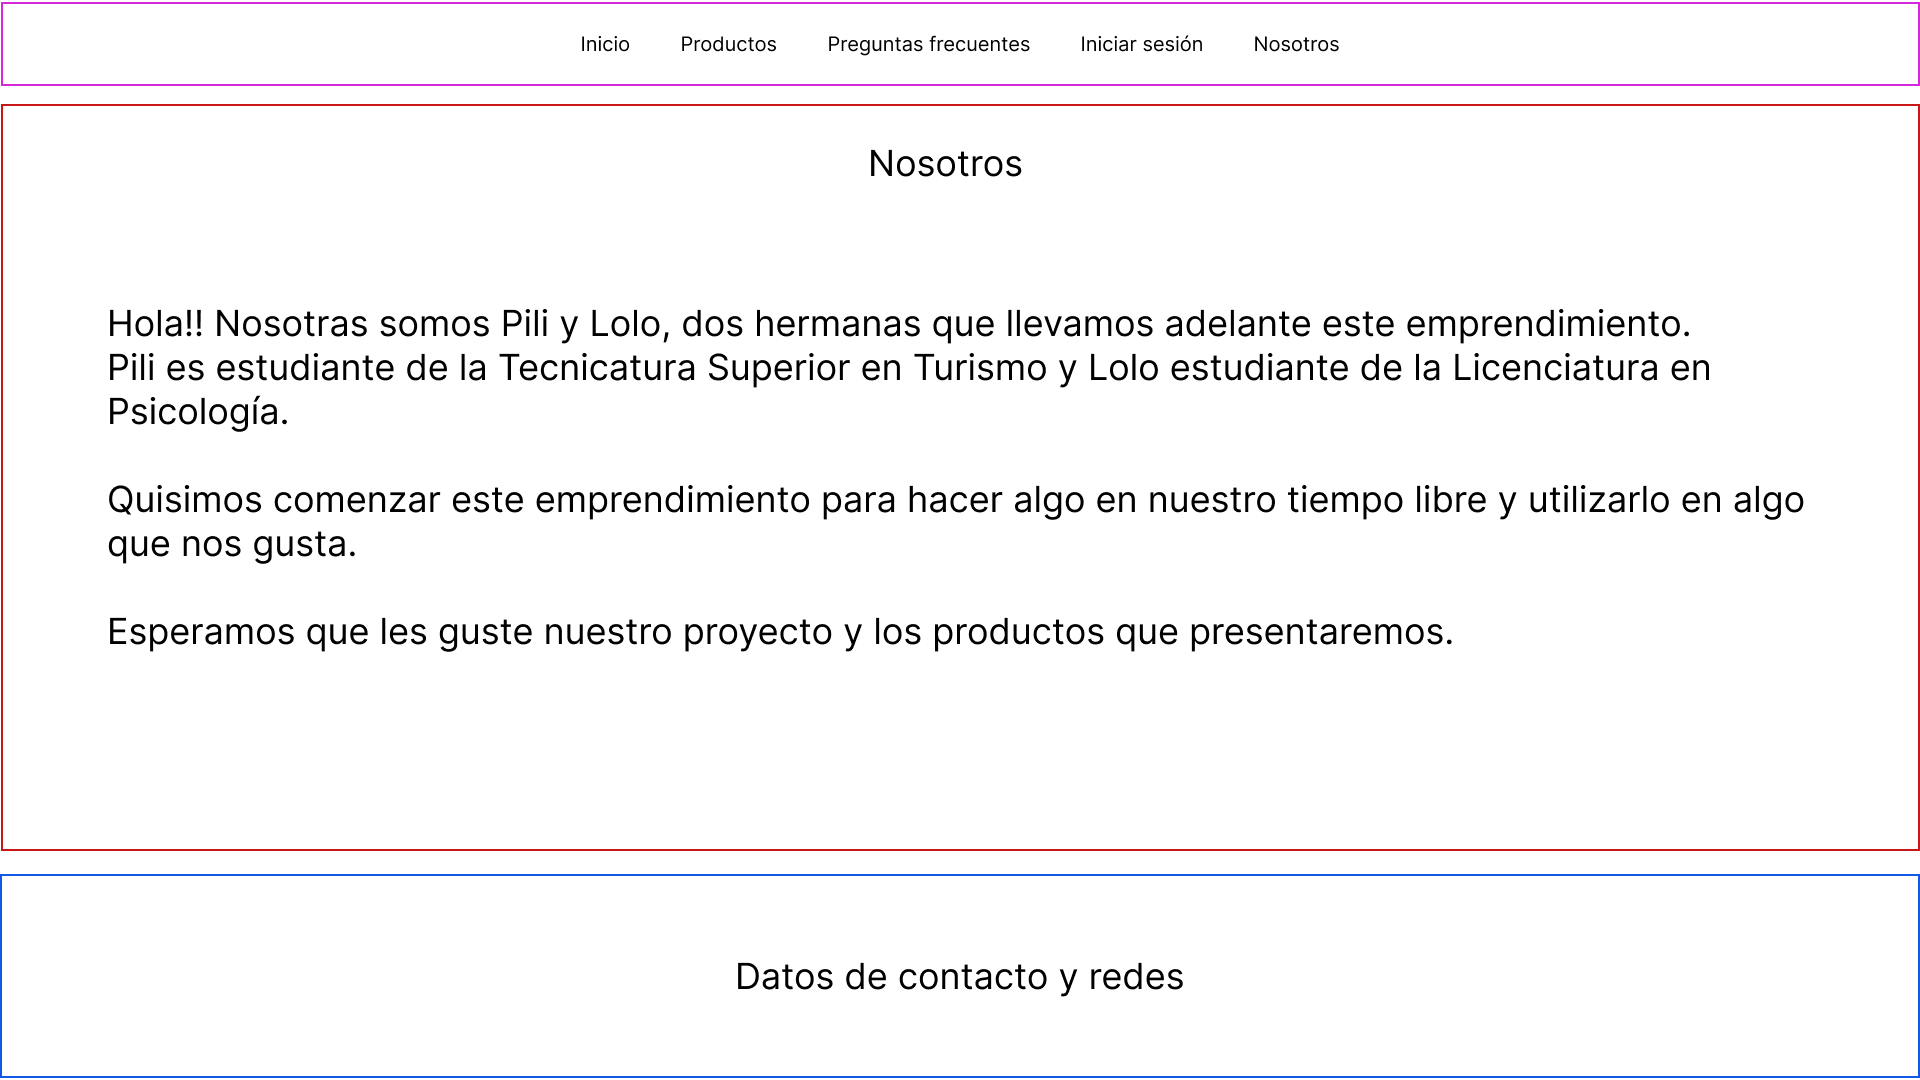 Inicio Productos Preguntas frecuentes Iniciar sesión Nosotros
Nosotros
Hola!! Nosotras somos Pili y Lolo, dos hermanas que llevamos adelante este emprendimiento.
Pili es estudiante de la Tecnicatura Superior en Turismo y Lolo estudiante de la Licenciatura en
Psicología.
Quisimos comenzar este emprendimiento para hacer algo en nuestro tiempo libre y utilizarlo en algo
que nos gusta.
Esperamos que les guste nuestro proyecto y los productos que presentaremos.
Datos de contacto y redes